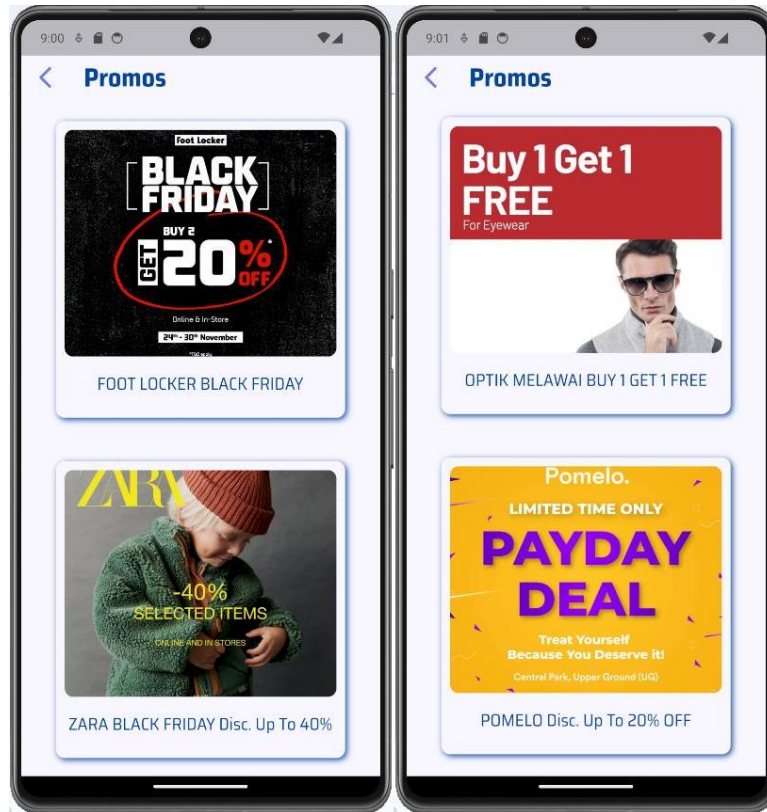 9:00
Promos
Foot Locker
BLACK
FRIDAY
BUY 2
GET
20%*
OFF
Online & In-Store
24th - 30th November
*T&C apply
FOOT LOCKER BLACK FRIDAY
ZARA
-40%
SELECTED ITEMS
ONLINE AND IN STORES
ZARA BLACK FRIDAY Disc. Up To 40%
9:01
Promos
Buy 1 Get 1
FREE
For Eyewear
OPTIK MELAWAI BUY 1 GET 1 FREE
Pomelo.
LIMITED TIME ONLY
PAYDAY
DEAL
Treat Yourself
Because You Deserve it!
Central Park, Upper Ground (UG)
POMELO Disc. Up To 20% OFF